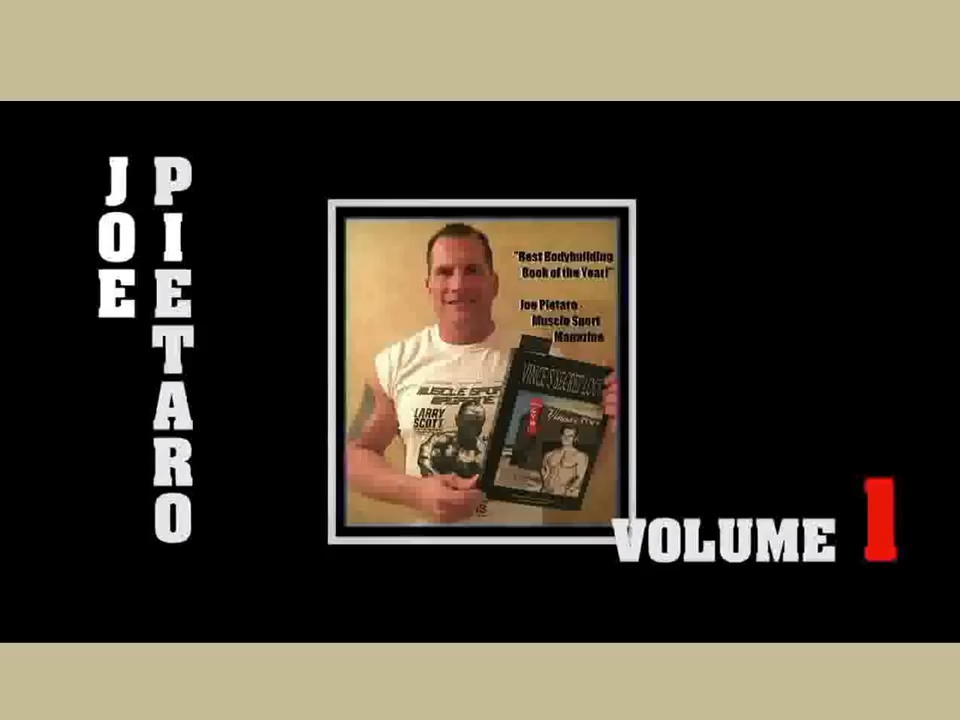 JOE
PIETARO
"Best Bodybuilding
Book of the Year!"
Joe Pietaro -
Muscle Sport
Magazine
MUSCLE SPORT
MAGAZINE
LARRY
SCOTT
VINCE'S SECRET
VOLUME 1